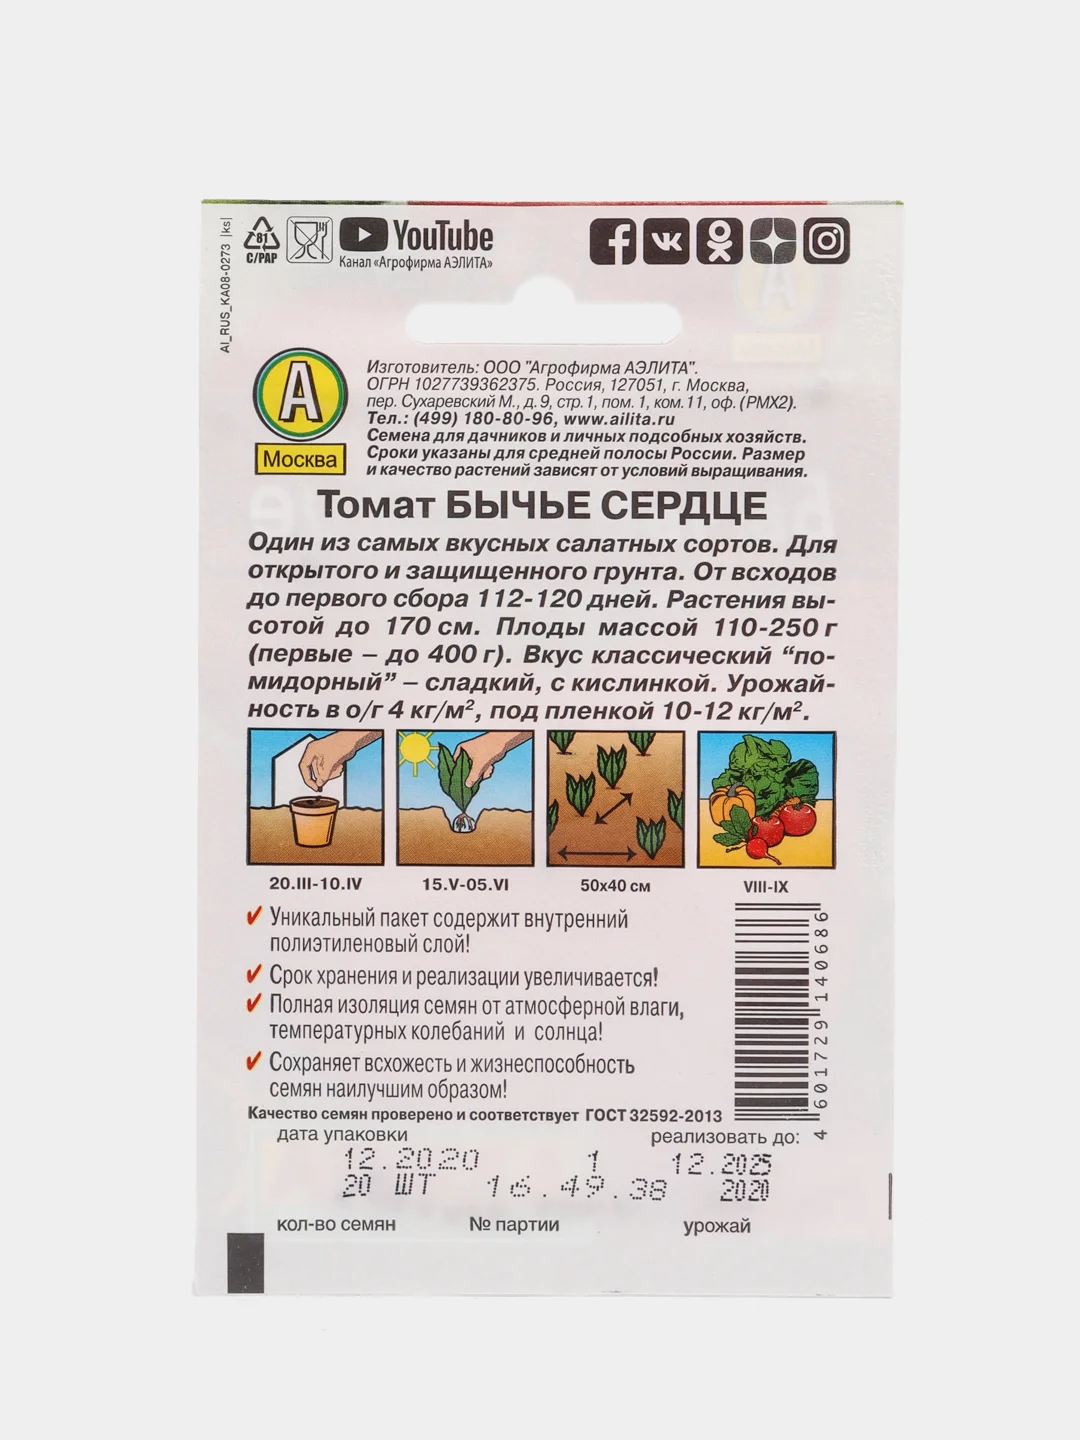 AI_RUS_KA08-0273 |ks|
81
C/PAP
YouTube
Канал «Агрофирма АЭЛИТА»
А
Москва
Изготовитель: ООО "Агрофирма АЭЛИТА".
ОГРН 1027739362375. Россия, 127051, г. Москва,
пер. Сухаревский М., д. 9, стр. 1, пом. 1, ком. 11, оф. (РМХ2).
Тел.: (499) 180-80-96, www.ailita.ru
Семена для дачников и личных подсобных хозяйств.
Сроки указаны для средней полосы России. Размер
и качество растений зависят от условий выращивания.
Томат БЫЧЬЕ СЕРДЦЕ
Один из самых вкусных салатных сортов. Для
открытого и защищенного грунта. От всходов
до первого сбора 112-120 дней. Растения вы-
сотой до 170 см. Плоды массой 110-250 г
(первые – до 400 г). Вкус классический “по-
мидорный” – сладкий, с кислинкой. Урожай-
ность в о/г 4 кг/м², под пленкой 10-12 кг/м².
20.III-10.IV
15.V-05.VI
50x40 см
VIII-IX
Уникальный пакет содержит внутренний
полиэтиленовый слой!
Срок хранения и реализации увеличивается!
Полная изоляция семян от атмосферной влаги,
температурных колебаний и солнца!
Сохраняет всхожесть и жизнеспособность
семян наилучшим образом!
4 601729 140686
Качество семян проверено и соответствует ГОСТ 32592-2013
дата упаковки
реализовать до:
12.2020 1 12.2025
20 ШТ 16.49.38 2020
кол-во семян
№ партии
урожай